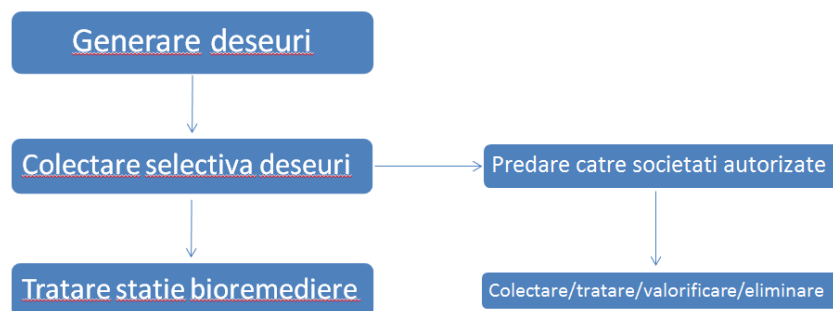 Generare deseuri
Colectare selectiva deseuri
Predare catre societati autorizate
Tratare statie bioremediere
Colectare/tratare/valorificare/eliminare